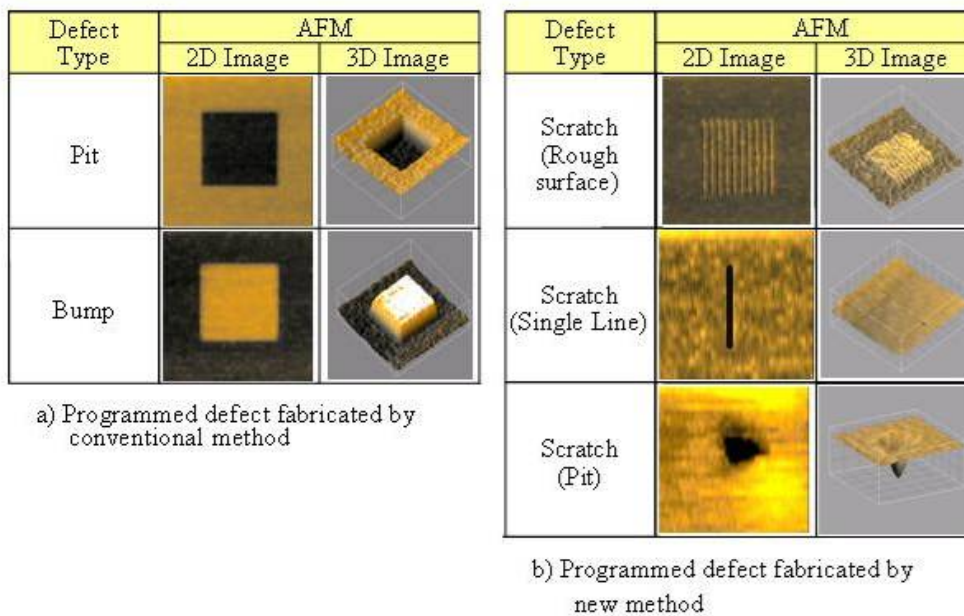 Defect
Type
AFM
2D Image
3D Image
Pit
Bump
a) Programmed defect fabricated by
conventional method
Defect
Type
AFM
2D Image
3D Image
Scratch
(Rough
surface)
Scratch
(Single Line)
Scratch
(Pit)
b) Programmed defect fabricated by
new method